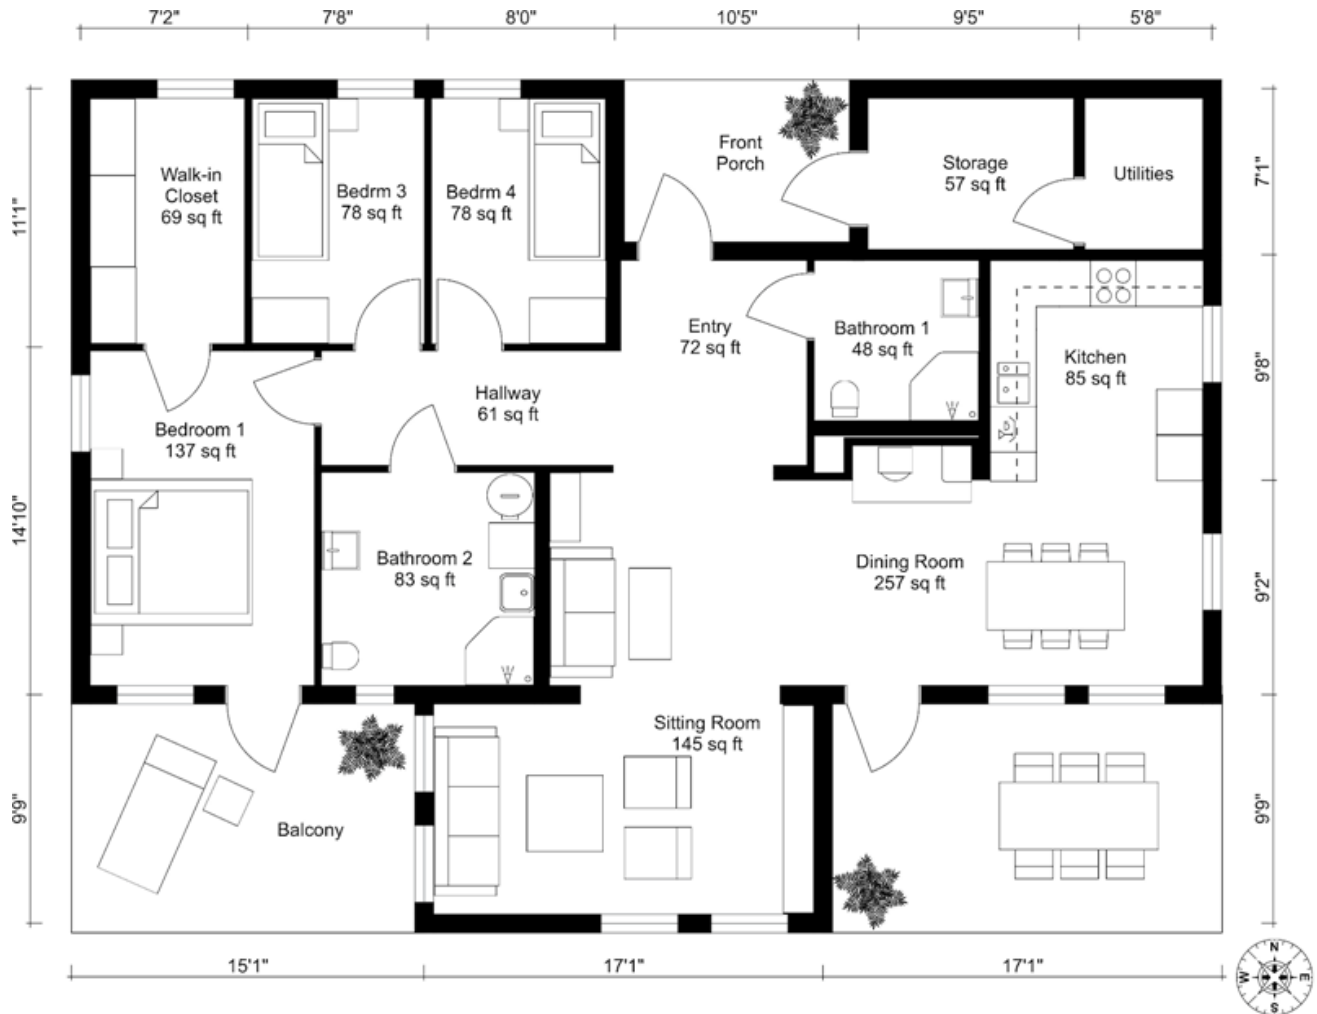 7'2"
7'8"
8'0"
10'5"
9'5"
5'8"
11'1"
14'10"
9'9"
7'1"
9'8"
9'2"
9'9"
Walk-in
Closet
69 sq ft
Bedrm 3
78 sq ft
Bedrm 4
78 sq ft
Front
Porch
Storage
57 sq ft
Utilities
Entry
72 sq ft
Bathroom 1
48 sq ft
Kitchen
85 sq ft
Hallway
61 sq ft
Bedroom 1
137 sq ft
Bathroom 2
83 sq ft
Dining Room
257 sq ft
Sitting Room
145 sq ft
Balcony
15'1"
17'1"
17'1"
N
W
E
S